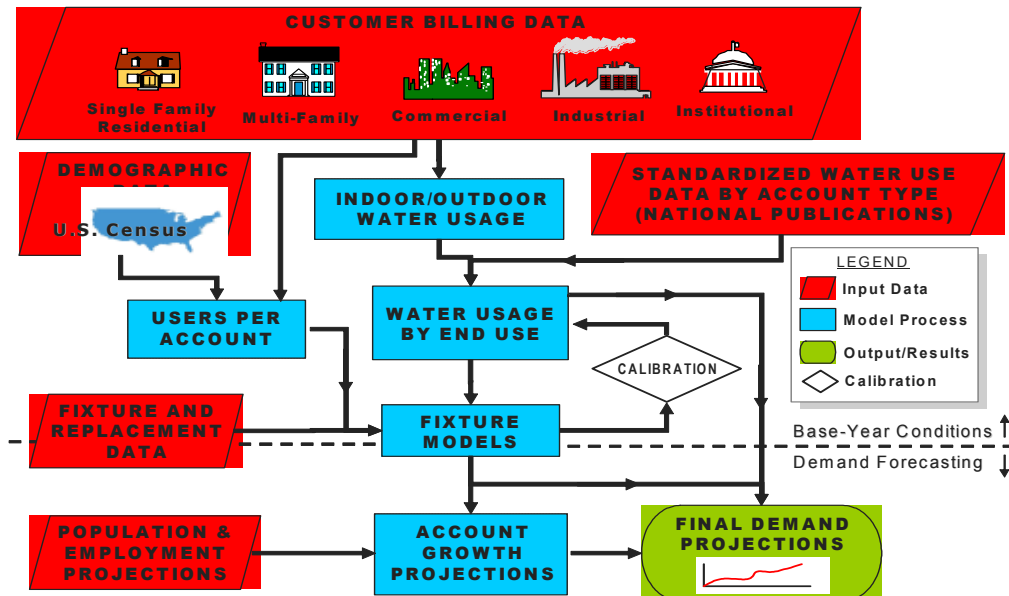 CUSTOMER BILLING DATA
Single Family
Residential
Multi-Family
Commercial
Industrial
Institutional
DEMOGRAPHIC
DATA
U.S. Census
INDOOR/OUTDOOR
WATER USAGE
STANDARDIZED WATER USE
DATA BY ACCOUNT TYPE
(NATIONAL PUBLICATIONS)
LEGEND
Input Data
Model Process
Output/Results
Calibration
USERS PER
ACCOUNT
WATER USAGE
BY END USE
CALIBRATION
FIXTURE AND
REPLACEMENT
DATA
FIXTURE
MODELS
Base-Year Conditions
Demand Forecasting
POPULATION &
EMPLOYMENT
PROJECTIONS
ACCOUNT
GROWTH
PROJECTIONS
FINAL DEMAND
PROJECTIONS